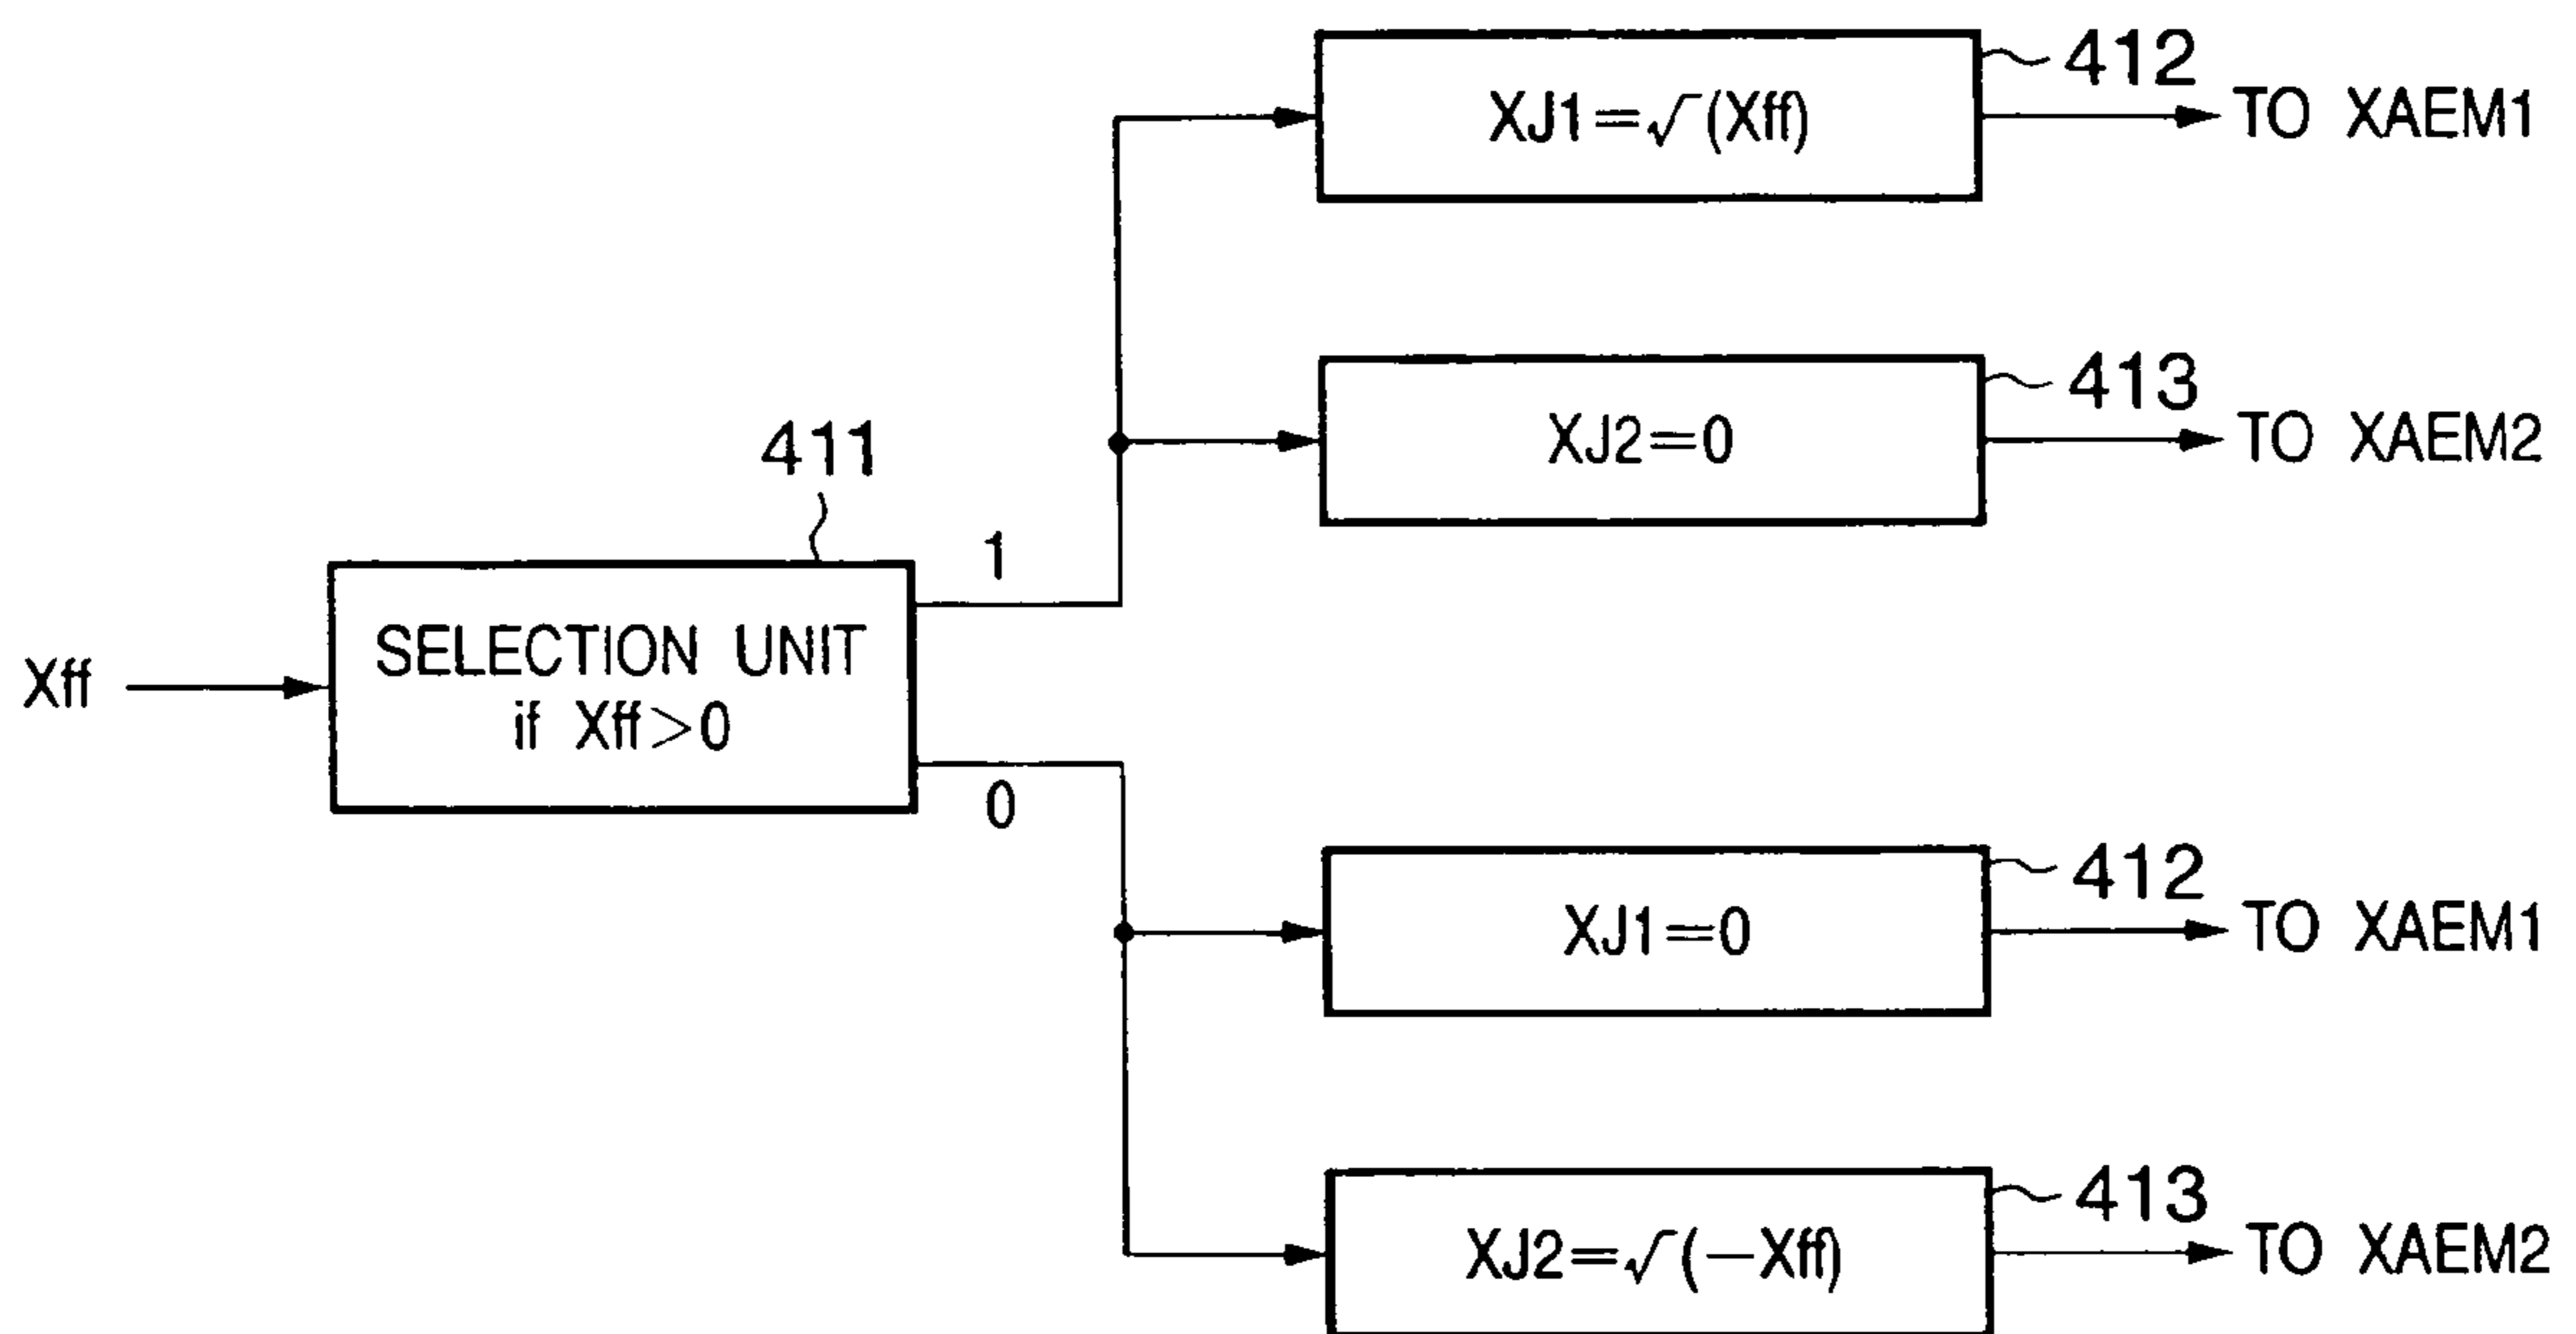 412
XJ1=√(Xff)
TO XAEM1
413
XJ2=0
TO XAEM2
411
1
Xff
SELECTION UNIT
if Xff>0
0
412
XJ1=0
TO XAEM1
413
XJ2=√(−Xff)
TO XAEM2